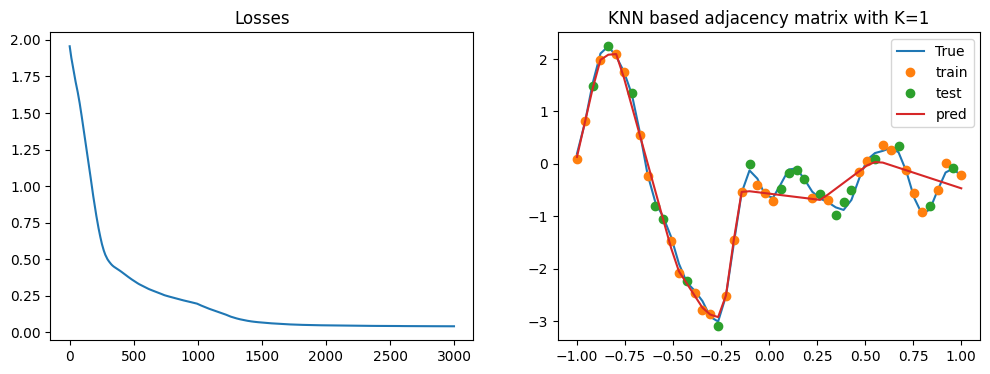 Losses
2.00
1.75
1.50
1.25
1.00
0.75
0.50
0.25
0.00
0 500 1000 1500 2000 2500 3000
KNN based adjacency matrix with K=1
True
train
test
pred
2
1
0
−1
−2
−3
−1.00 −0.75 −0.50 −0.25 0.00 0.25 0.50 0.75 1.00